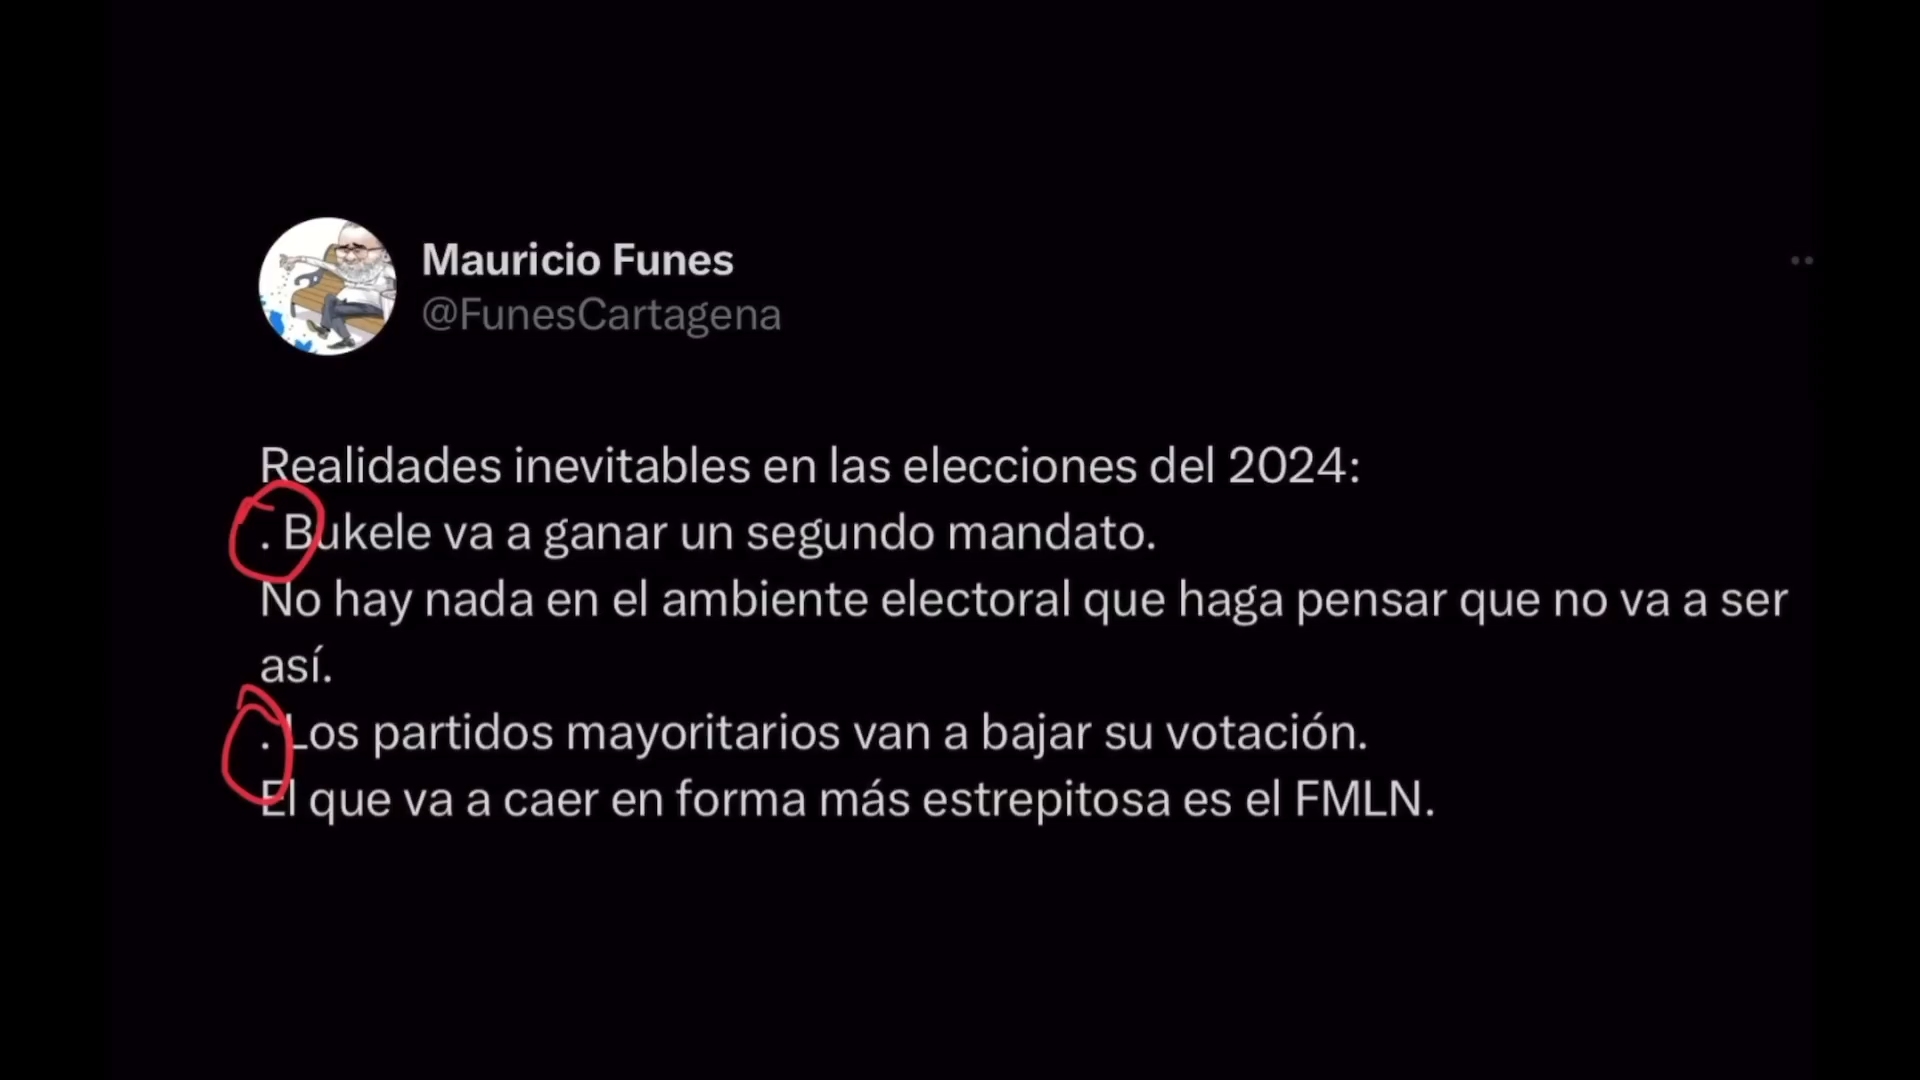 Mauricio Funes
@FunesCartagena
Realidades inevitables en las elecciones del 2024:
. Bukele va a ganar un segundo mandato.
No hay nada en el ambiente electoral que haga pensar que no va a ser
así.
. Los partidos mayoritarios van a bajar su votación.
El que va a caer en forma más estrepitosa es el FMLN.